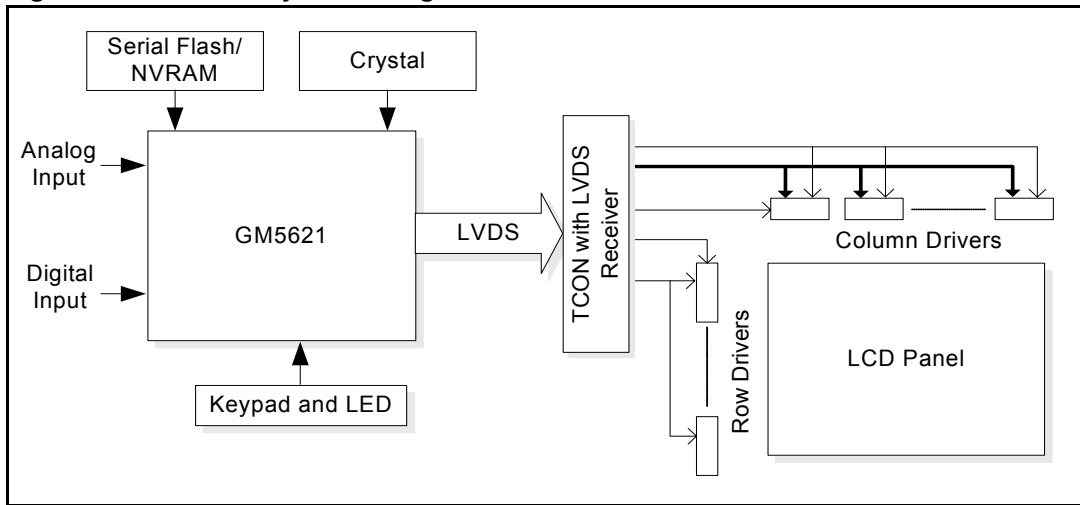 Serial Flash/
NVRAM
Crystal
Analog
Input
GM5621
Digital
Input
Keypad and LED
LVDS
TCON with LVDS
Receiver
Column Drivers
Row Drivers
LCD Panel